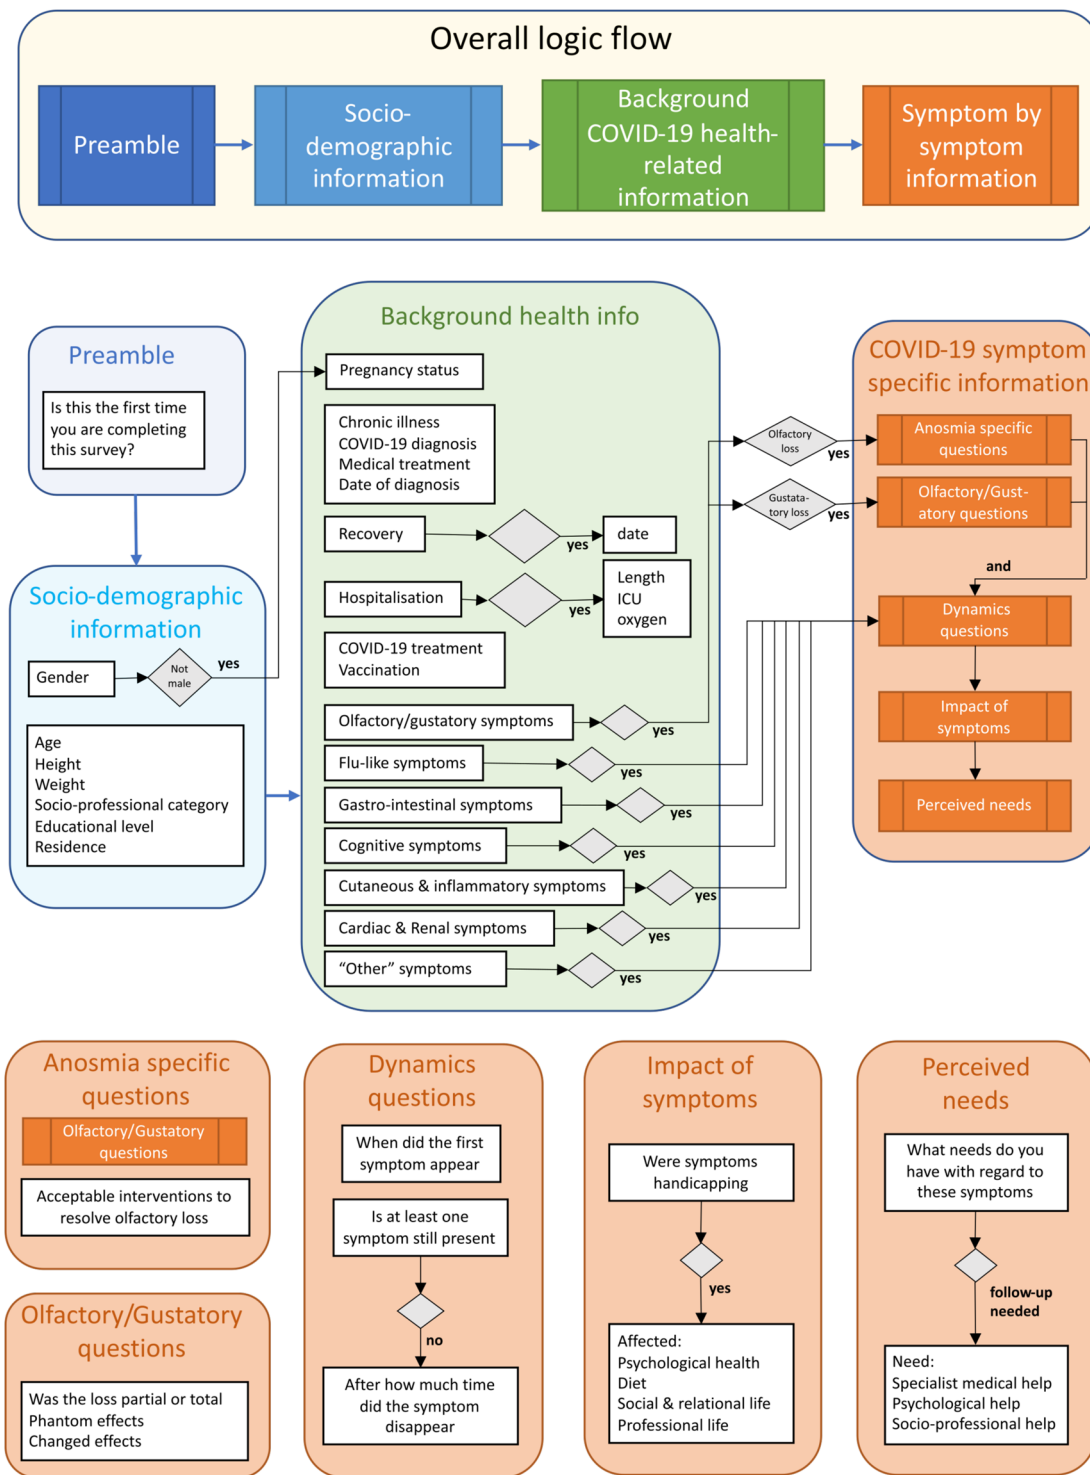 Overall logic flow
Preamble
Socio-
demographic
information
Background
COVID-19 health-
related
information
Symptom by
symptom
information
Preamble
Is this the first time
you are completing
this survey?
Socio-demographic
information
Gender
Not
male
yes
Age
Height
Weight
Socio-professional category
Educational level
Residence
Background health info
Pregnancy status
Chronic illness
COVID-19 diagnosis
Medical treatment
Date of diagnosis
Recovery
yes
date
Hospitalisation
yes
Length
ICU
oxygen
COVID-19 treatment
Vaccination
Olfactory/gustatory symptoms
yes
Flu-like symptoms
yes
Gastro-intestinal symptoms
yes
Cognitive symptoms
yes
Cutaneous & inflammatory symptoms
yes
Cardiac & Renal symptoms
yes
“Other” symptoms
yes
Olfactory
loss
yes
Gustata-
tory loss
yes
COVID-19 symptom
specific information
Anosmia specific
questions
Olfactory/Gust-
atory questions
and
Dynamics
questions
Impact of
symptoms
Perceived needs
Anosmia specific
questions
Olfactory/Gustatory
questions
Acceptable interventions to
resolve olfactory loss
Olfactory/Gustatory
questions
Was the loss partial or total
Phantom effects
Changed effects
Dynamics
questions
When did the first
symptom appear
Is at least one
symptom still present
no
After how much time
did the symptom
disappear
Impact of
symptoms
Were symptoms
handicapping
yes
Affected:
Psychological health
Diet
Social & relational life
Professional life
Perceived
needs
What needs do you
have with regard to
these symptoms
follow-up
needed
Need:
Specialist medical help
Psychological help
Socio-professional help